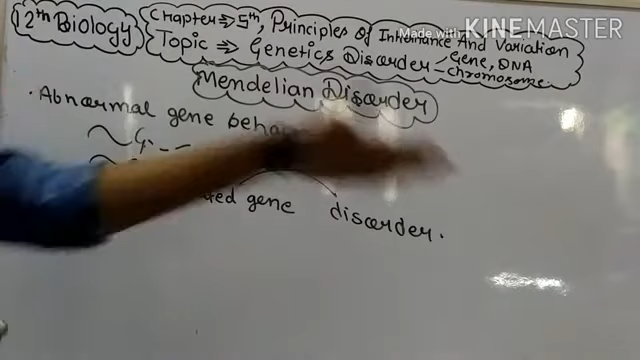 12th Biology
Chapter ⇒ 5th, Principles Of Inheritance And Variation
Topic ⇒ Genetics Disorder - Gene, DNA
- Chromosome.
Mendelian Disorder
• Abnormal gene
gene disorder.
Made with KINEMASTER